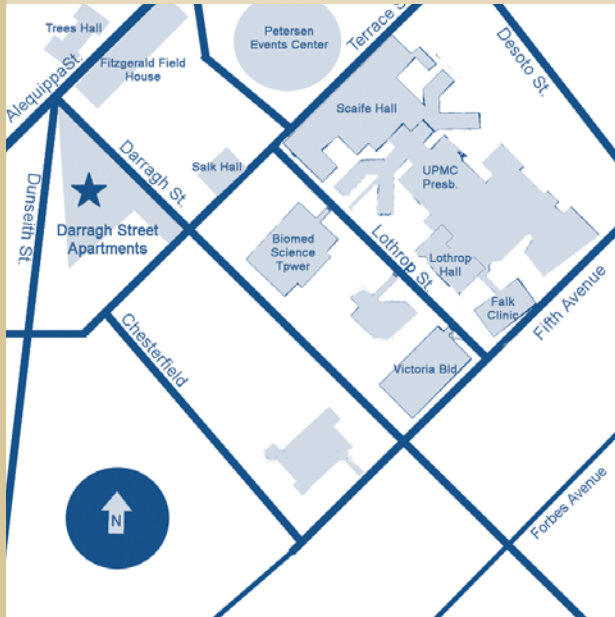 Trees Hall
Fitzgerald Field
House
Petersen
Events Center
Terrace S
Desoto St.
AlequippaSt.
Scaife Hall
Darragh St.
Salk Hall
UPMC
Presb.
Dunseith St.
Darragh Street
Apartments
Biomed
Science
Tpwer
Lothrop St.
Lothrop
Hall
Falk
Clinic
Fifth Avenue
Chesterfield
Victoria Bld
Forbes Avenue
N